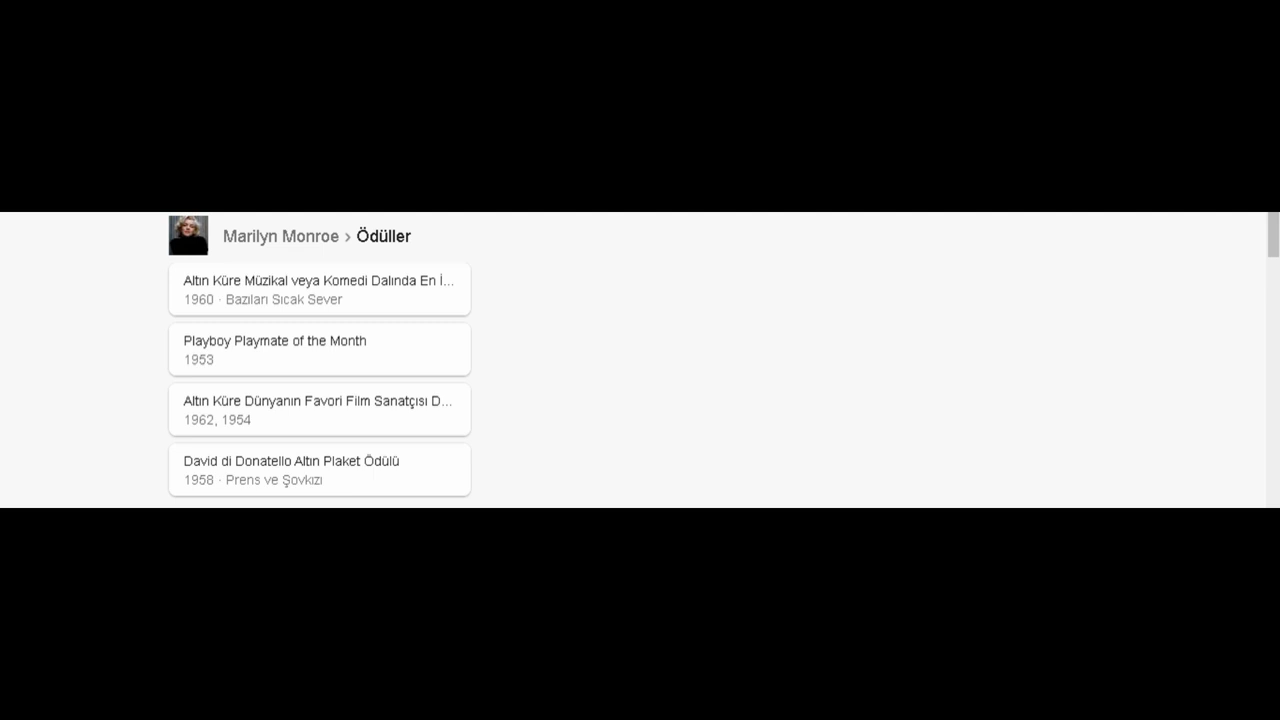 Marilyn Monroe › Ödüller
Altın Küre Müzikal veya Komedi Dalında En İ...
1960 · Bazıları Sıcak Sever
Playboy Playmate of the Month
1953
Altın Küre Dünyanın Favori Film Sanatçısı D...
1962, 1954
David di Donatello Altın Plaket Ödülü
1958 · Prens ve Şovkızı